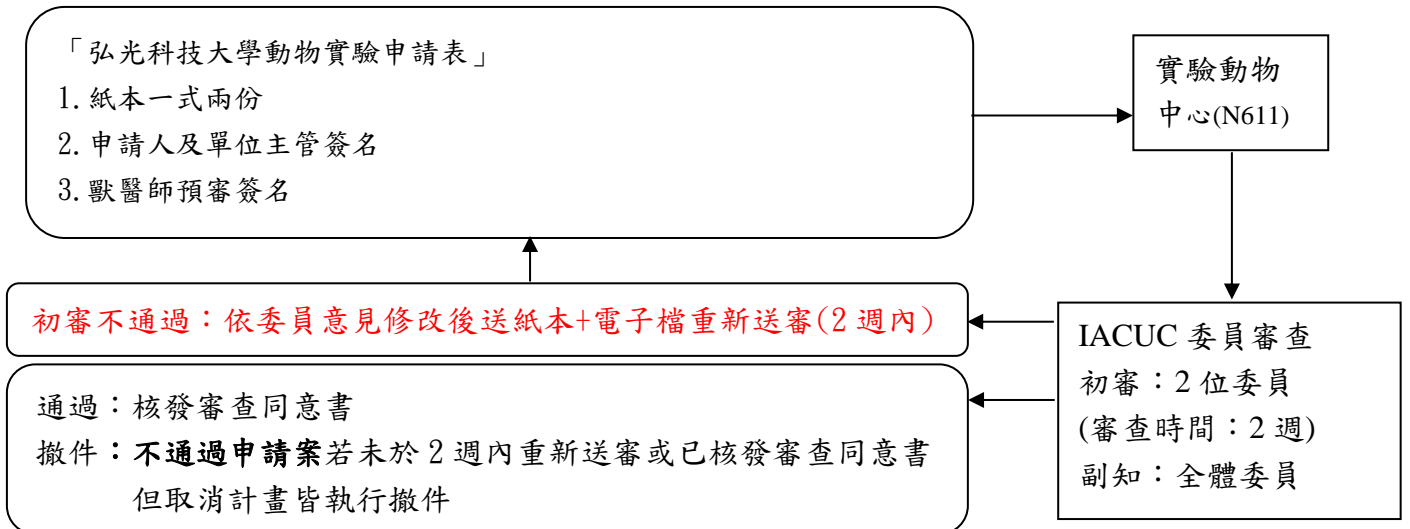 「弘光科技大學動物實驗申請表」
1.紙本一式兩份
2.申請人及單位主管簽名
3.獸醫師預審簽名
實驗動物
中心(N611)
初審不通過：依委員意見修改後送紙本+電子檔重新送審(2 週內)
IACUC 委員審查
初審：2 位委員
(審查時間：2 週)
副知：全體委員
通過：核發審查同意書
撤件：不通過申請案若未於 2 週內重新送審或已核發審查同意書
但取消計畫皆執行撤件